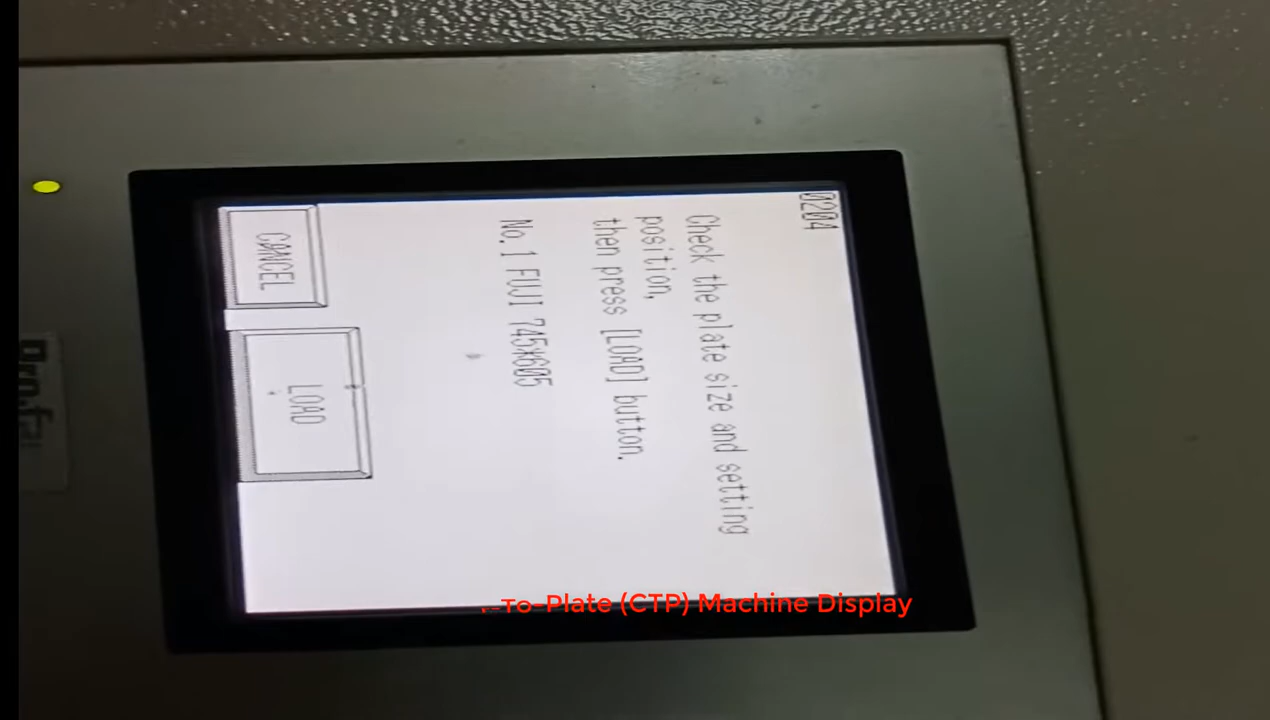 0204
Check the plate size and setting
position,
then press [LOAD] button.
No.1 FUJI 745X605
CANCEL
LOAD
-To-Plate (CTP) Machine Display